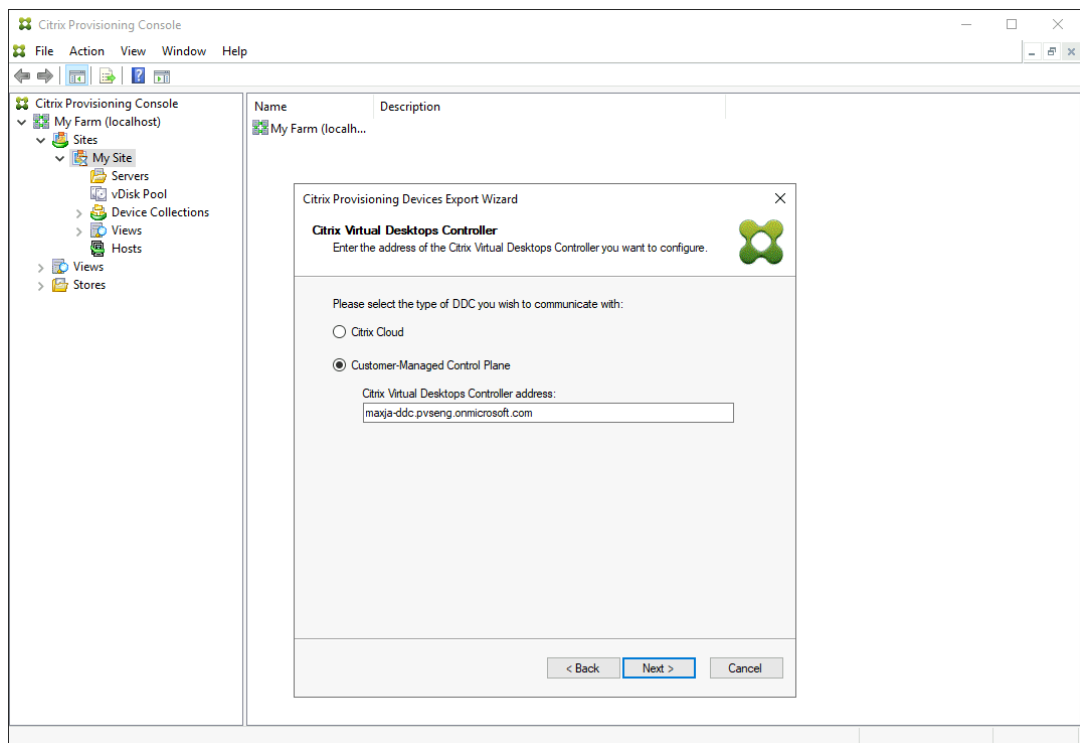 Citrix Provisioning Console
File Action View Window Help
Citrix Provisioning Console
My Farm (localhost)
Sites
My Site
Servers
vDisk Pool
Device Collections
Views
Hosts
Views
Stores
Name Description
My Farm (localh...
Citrix Provisioning Devices Export Wizard
Citrix Virtual Desktops Controller
Enter the address of the Citrix Virtual Desktops Controller you want to configure.
Please select the type of DDC you wish to communicate with:
Citrix Cloud
Customer-Managed Control Plane
Citrix Virtual Desktops Controller address:
maxja-ddc.pvseng.onmicrosoft.com
< Back Next > Cancel